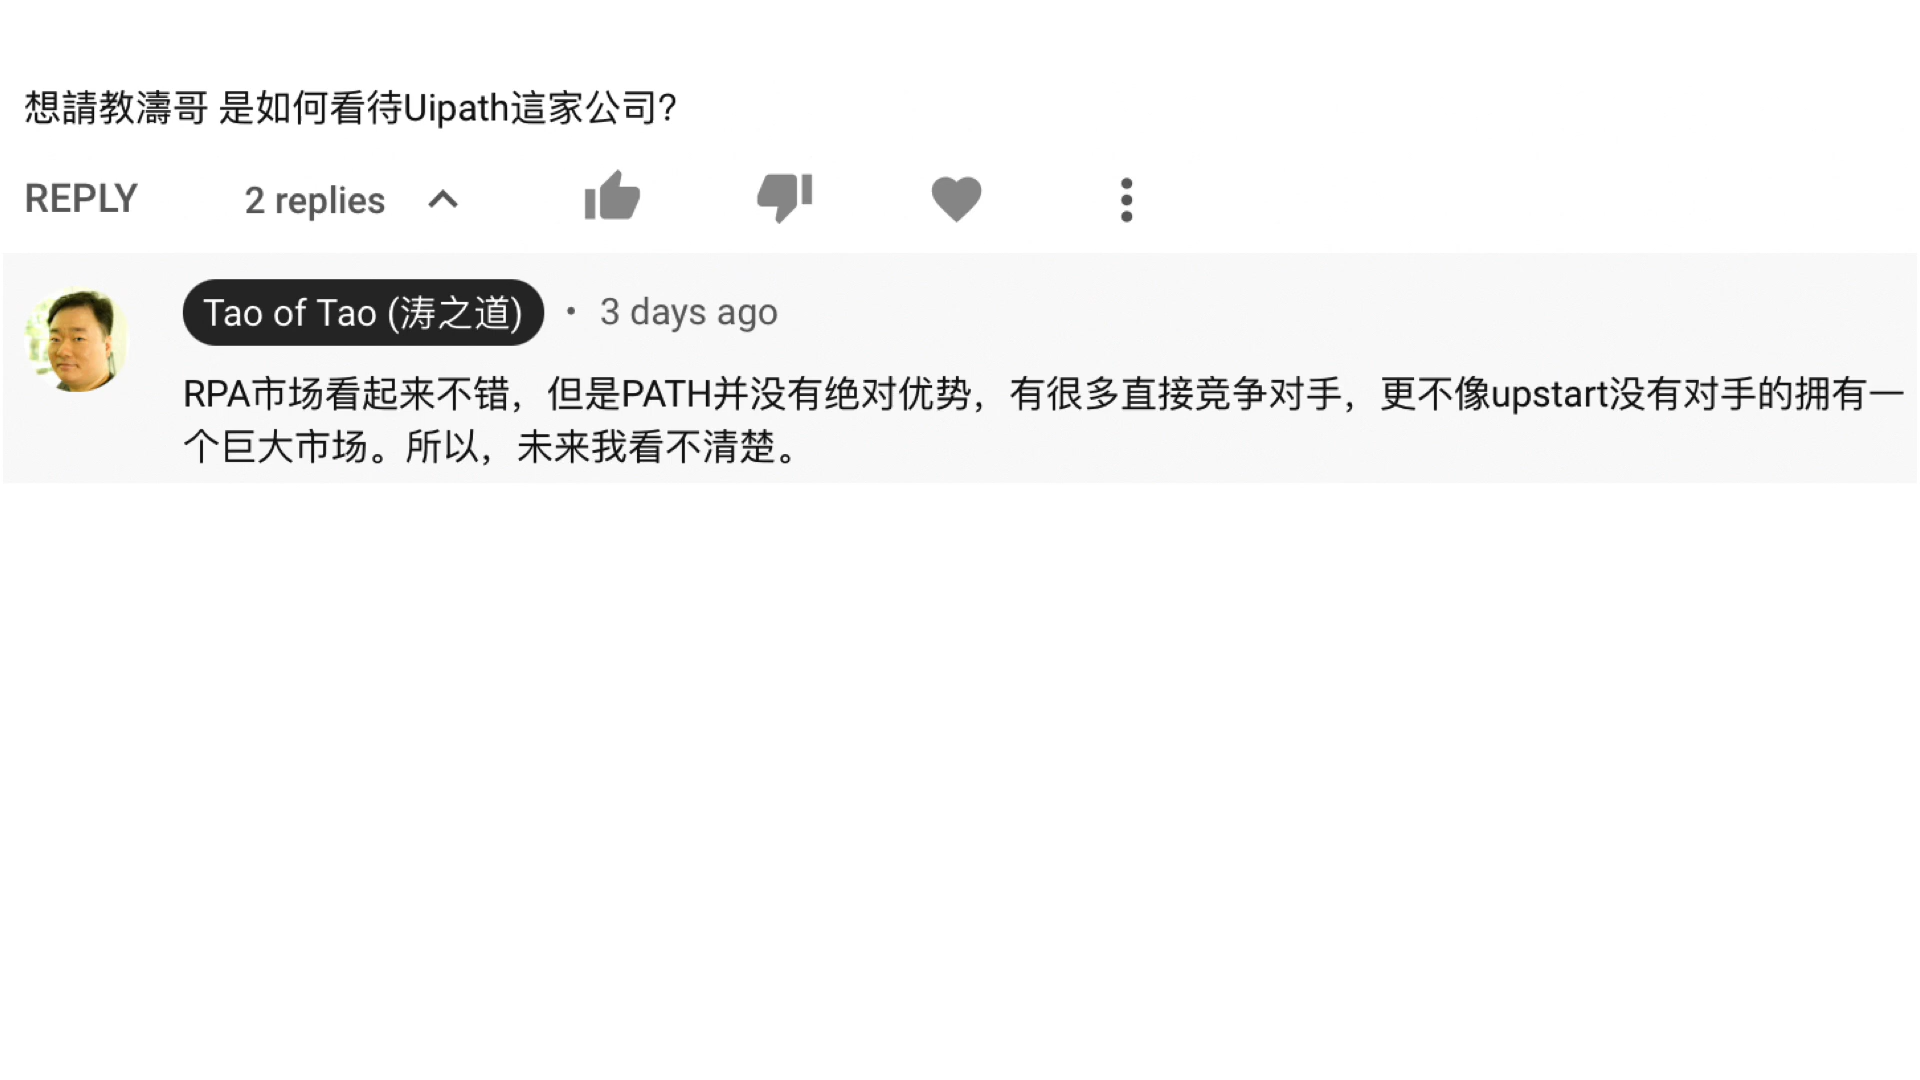 想請教濤哥 是如何看待Uipath這家公司?
REPLY 2 replies
Tao of Tao (涛之道) • 3 days ago
RPA市场看起来不错，但是PATH并没有绝对优势，有很多直接竞争对手，更不像upstart没有对手的拥有一
个巨大市场。所以，未来我看不清楚。